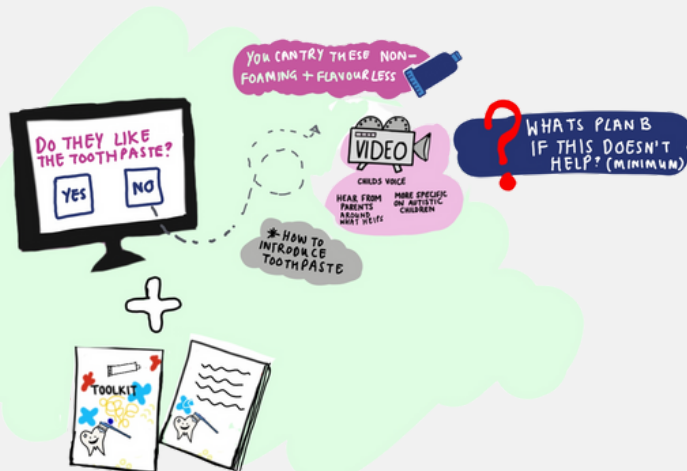 YOU CAN TRY THESE NON-
FOAMING + FLAVOURLESS
DO THEY LIKE
THE TOOTHPASTE?
YES
NO
VIDEO
CHILDS VOICE
HEAR FROM
PARENTS
AROUND
WHAT HELPS
MORE SPECIFIC
ON AUTISTIC
CHILDREN
? WHATS PLAN B
IF THIS DOESN'T
HELP? (MINIMUM)
* HOW TO
INTRODUCE
TOOTHPASTE
+
TOOLKIT